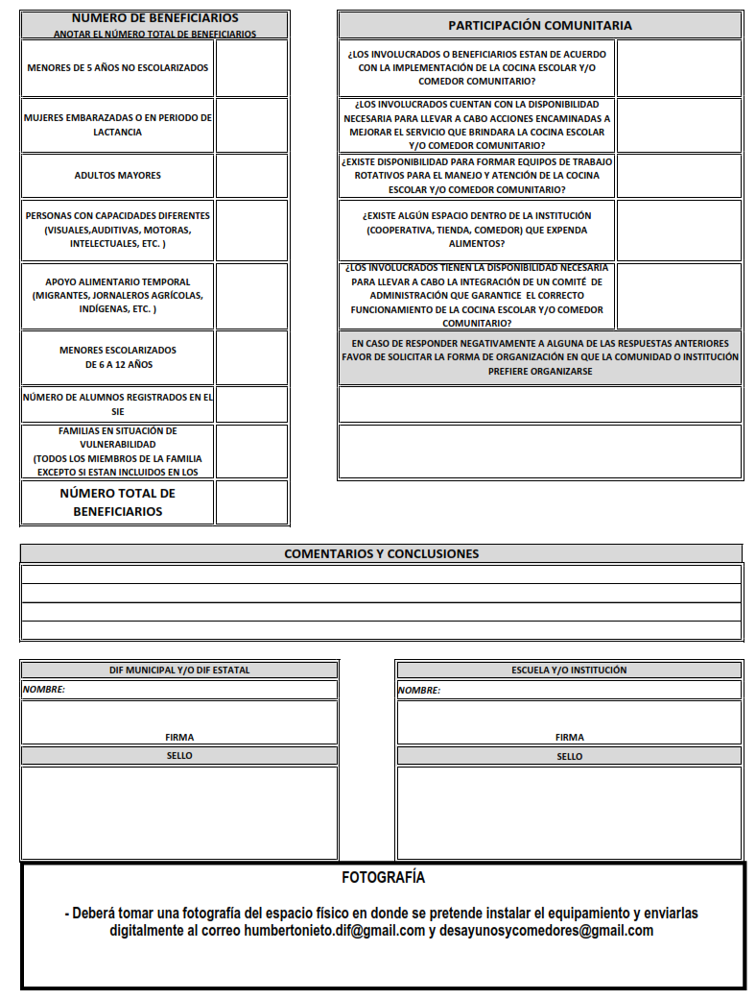 NUMERO DE BENEFICIARIOS
ANOTAR EL NÚMERO TOTAL DE BENEFICIARIOS
MENORES DE 5 AÑOS NO ESCOLARIZADOS
MUJERES EMBARAZADAS O EN PERIODO DE
LACTANCIA
ADULTOS MAYORES
PERSONAS CON CAPACIDADES DIFERENTES
(VISUALES,AUDITIVAS, MOTORAS,
INTELECTUALES, ETC. )
APOYO ALIMENTARIO TEMPORAL
(MIGRANTES, JORNALEROS AGRÍCOLAS,
INDÍGENAS, ETC. )
MENORES ESCOLARIZADOS
DE 6 A 12 AÑOS
NÚMERO DE ALUMNOS REGISTRADOS EN EL
SIE
FAMILIAS EN SITUACIÓN DE
VULNERABILIDAD
(TODOS LOS MIEMBROS DE LA FAMILIA
EXCEPTO SI ESTAN INCLUIDOS EN LOS
NÚMERO TOTAL DE
BENEFICIARIOS
PARTICIPACIÓN COMUNITARIA
¿LOS INVOLUCRADOS O BENEFICIARIOS ESTAN DE ACUERDO
CON LA IMPLEMENTACIÓN DE LA COCINA ESCOLAR Y/O
COMEDOR COMUNITARIO?
¿LOS INVOLUCRADOS CUENTAN CON LA DISPONIBILIDAD
NECESARIA PARA LLEVAR A CABO ACCIONES ENCAMINADAS A
MEJORAR EL SERVICIO QUE BRINDARA LA COCINA ESCOLAR
Y/O COMEDOR COMUNITARIO?
¿EXISTE DISPONIBILIDAD PARA FORMAR EQUIPOS DE TRABAJO
ROTATIVOS PARA EL MANEJO Y ATENCIÓN DE LA COCINA
ESCOLAR Y/O COMEDOR COMUNITARIO?
¿EXISTE ALGÚN ESPACIO DENTRO DE LA INSTITUCIÓN
(COOPERATIVA, TIENDA, COMEDOR) QUE EXPENDA
ALIMENTOS?
¿LOS INVOLUCRADOS TIENEN LA DISPONIBILIDAD NECESARIA
PARA LLEVAR A CABO LA INTEGRACIÓN DE UN COMITÉ DE
ADMINISTRACIÓN QUE GARANTICE EL CORRECTO
FUNCIONAMIENTO DE LA COCINA ESCOLAR Y/O COMEDOR
COMUNITARIO?
EN CASO DE RESPONDER NEGATIVAMENTE A ALGUNA DE LAS RESPUESTAS ANTERIORES
FAVOR DE SOLICITAR LA FORMA DE ORGANIZACIÓN EN QUE LA COMUNIDAD O INSTITUCIÓN
PREFIERE ORGANIZARSE
COMENTARIOS Y CONCLUSIONES
DIF MUNICIPAL Y/O DIF ESTATAL
NOMBRE:
FIRMA
SELLO
ESCUELA Y/O INSTITUCIÓN
NOMBRE:
FIRMA
SELLO
FOTOGRAFÍA
- Deberá tomar una fotografía del espacio físico en donde se pretende instalar el equipamiento y enviarlas
digitalmente al correo humbertonieto.dif@gmail.com y desayunosycomedores@gmail.com